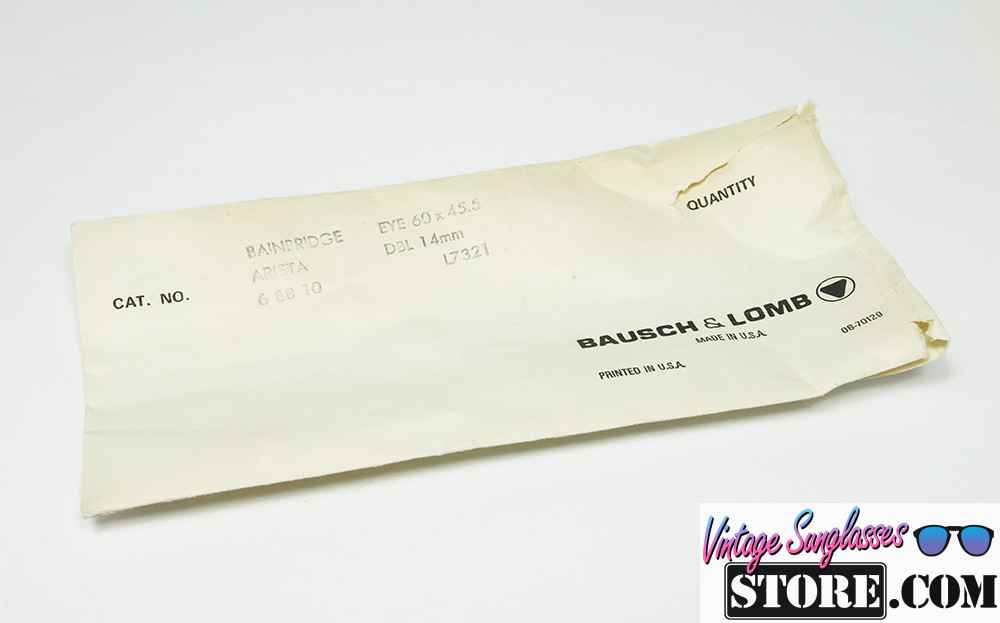 QUANTITY
BAINBRIDGE EYE 60 x 45.5
ARISTA DBL 14mm
CAT. NO. 6 88 10 L7321
BAUSCH & LOMB
MADE IN U.S.A. 06-70120
PRINTED IN U.S.A.
Vintage Sunglasses
STORE.COM